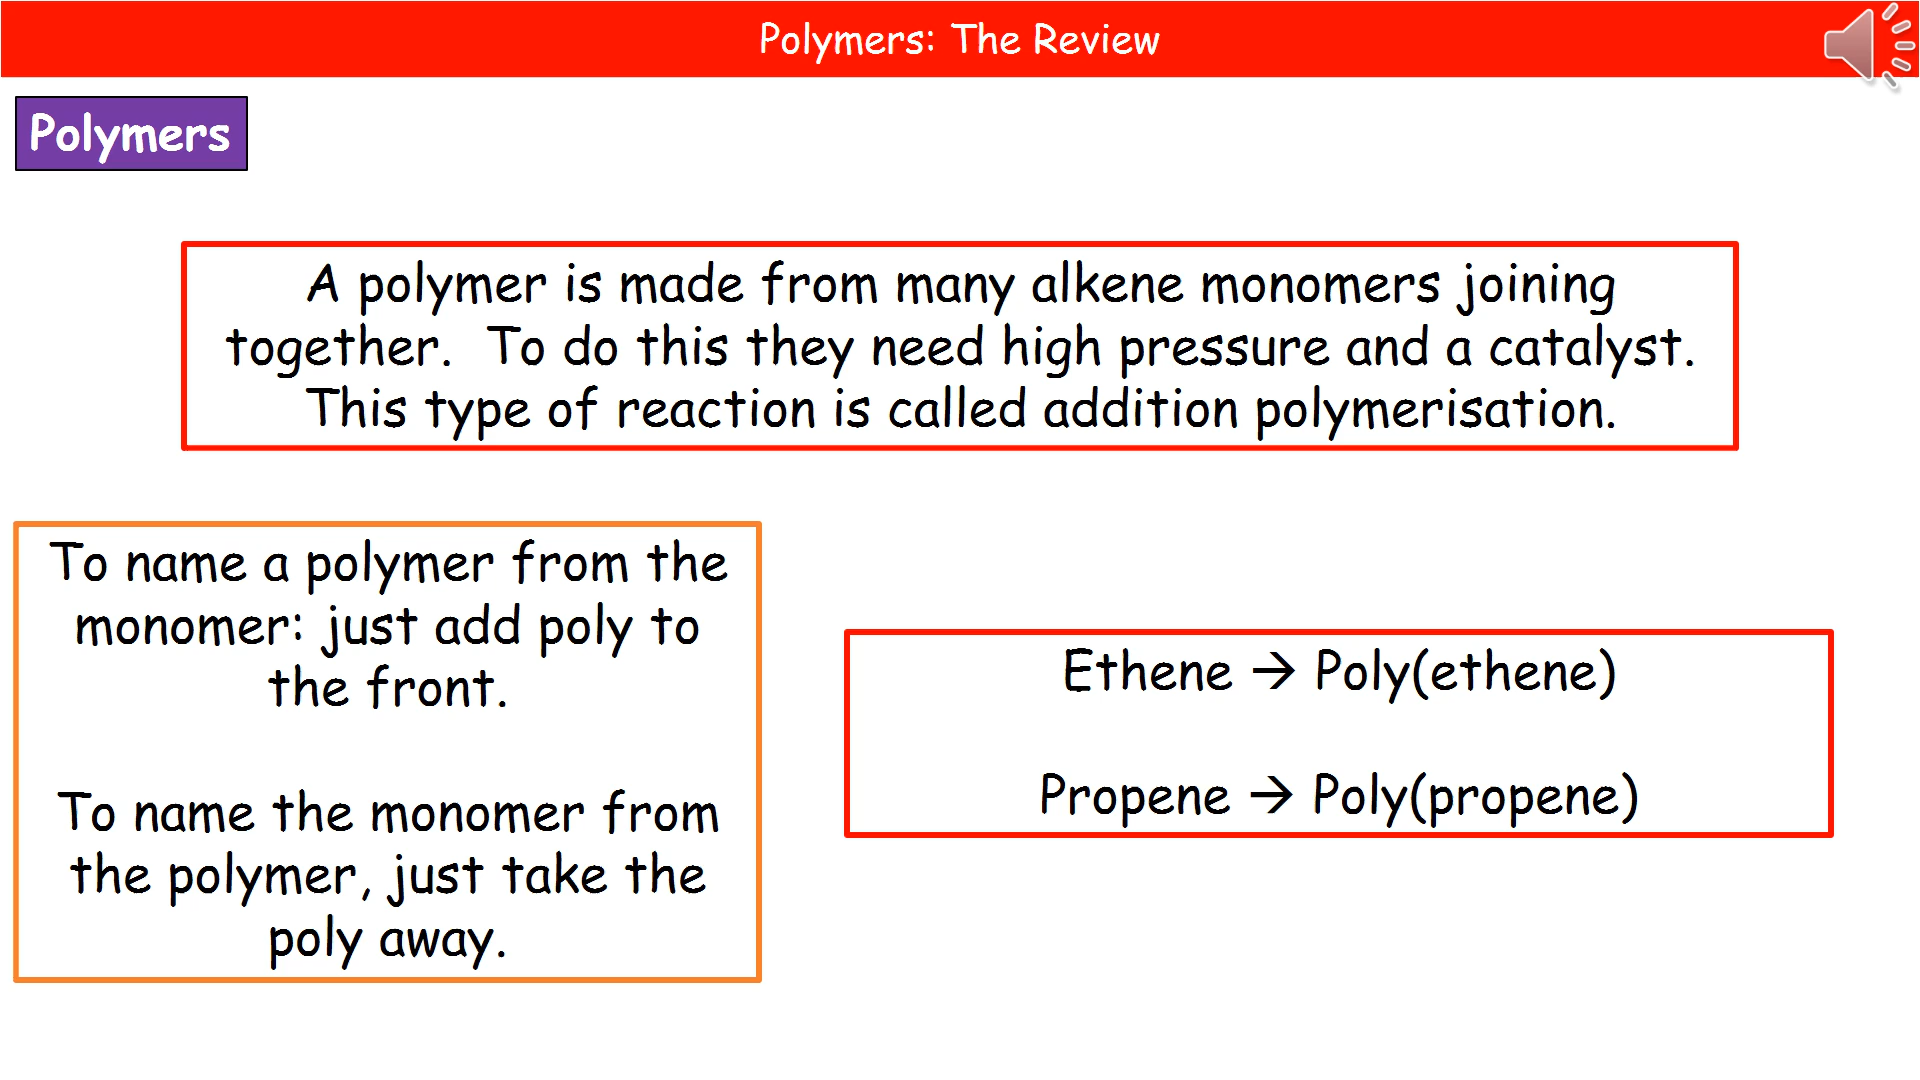 Polymers: The Review
Polymers
A polymer is made from many alkene monomers joining
together.  To do this they need high pressure and a catalyst.
This type of reaction is called addition polymerisation.
To name a polymer from the
monomer: just add poly to
the front.
To name the monomer from
the polymer, just take the
poly away.
Ethene → Poly(ethene)
Propene → Poly(propene)